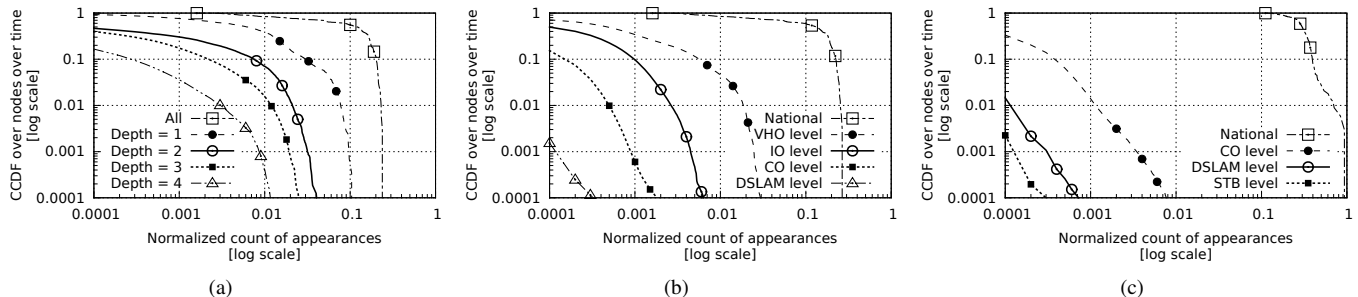 CCDF over nodes over time
[log scale]
1
0.1
0.01
0.001
0.0001
0.0001
0.001
0.01
0.1
1
Normalized count of appearances
[log scale]
All
Depth = 1
Depth = 2
Depth = 3
Depth = 4
(a)
CCDF over nodes over time
[log scale]
1
0.1
0.01
0.001
0.0001
0.0001
0.001
0.01
0.1
1
Normalized count of appearances
[log scale]
National
VHO level
IO level
CO level
DSLAM level
(b)
CCDF over nodes over time
[log scale]
1
0.1
0.01
0.001
0.0001
0.0001
0.001
0.01
0.1
1
Normalized count of appearances
[log scale]
National
CO level
DSLAM level
STB level
(c)